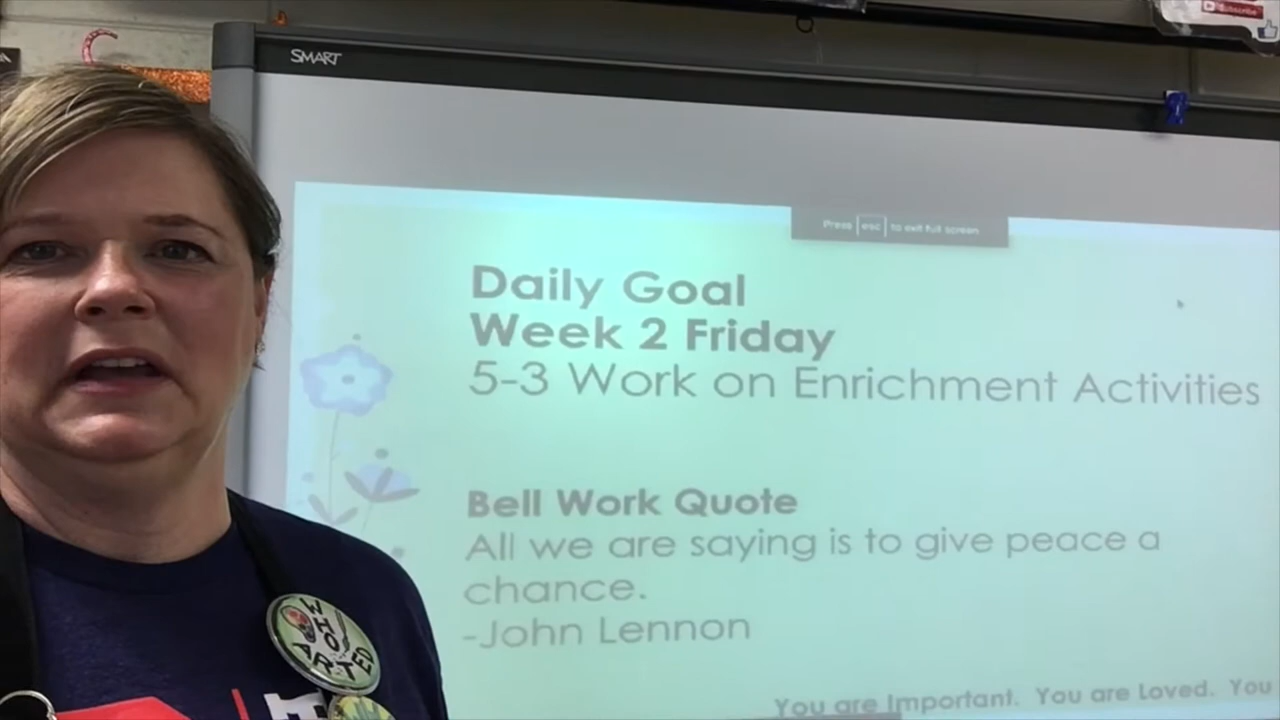 Subscribe
SMART
Press esc to exit full screen
Daily Goal
Week 2 Friday
5-3 Work on Enrichment Activities
Bell Work Quote
All we are saying is to give peace a
chance.
-John Lennon
WHO
ARTED
You are Important. You are Loved. You